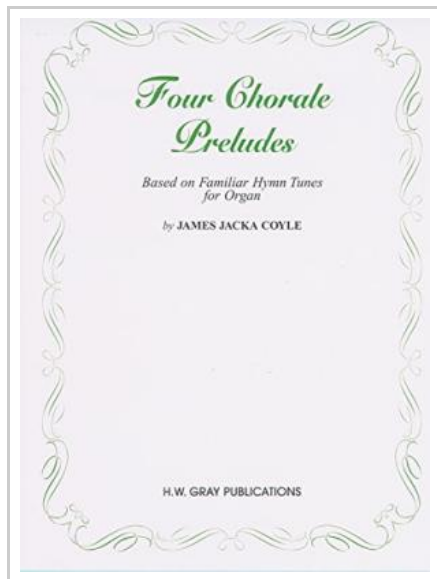 Four Chorale
Preludes
Based on Familiar Hymn Tunes
for Organ
by JAMES JACKA COYLE
H.W. GRAY PUBLICATIONS